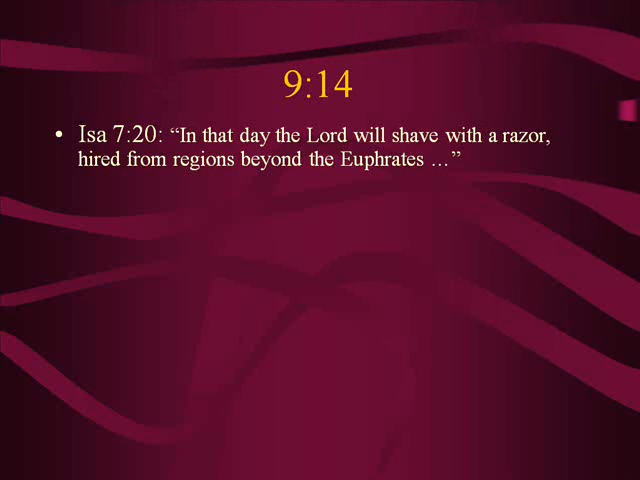 9:14
• Isa 7:20: “In that day the Lord will shave with a razor,
hired from regions beyond the Euphrates …”